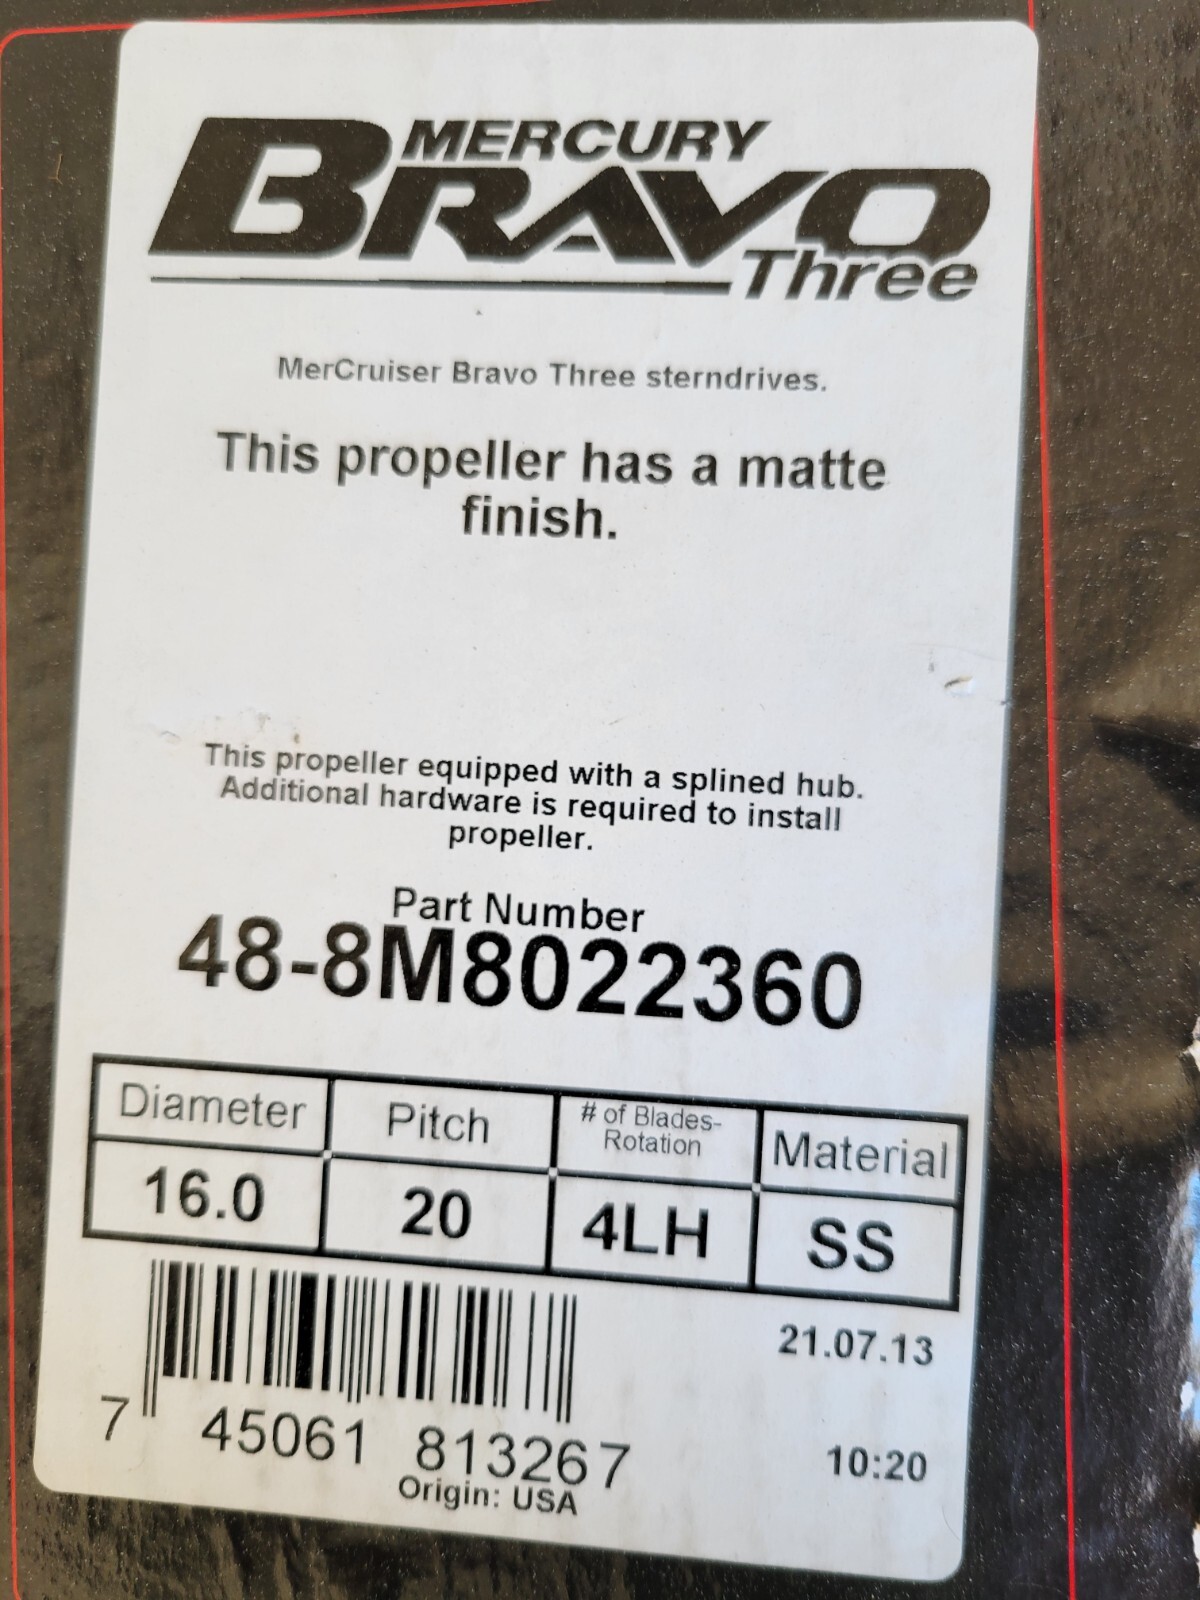 MERCURY
BRAVO
Three
MerCruiser Bravo Three sterndrives.
This propeller has a matte
finish.
This propeller equipped with a splined hub.
Additional hardware is required to install
propeller.
Part Number
48-8M8022360
Diameter Pitch # of Blades-Rotation Material
16.0 20 4LH SS
21.07.13
7 45061 813267
10:20
Origin: USA